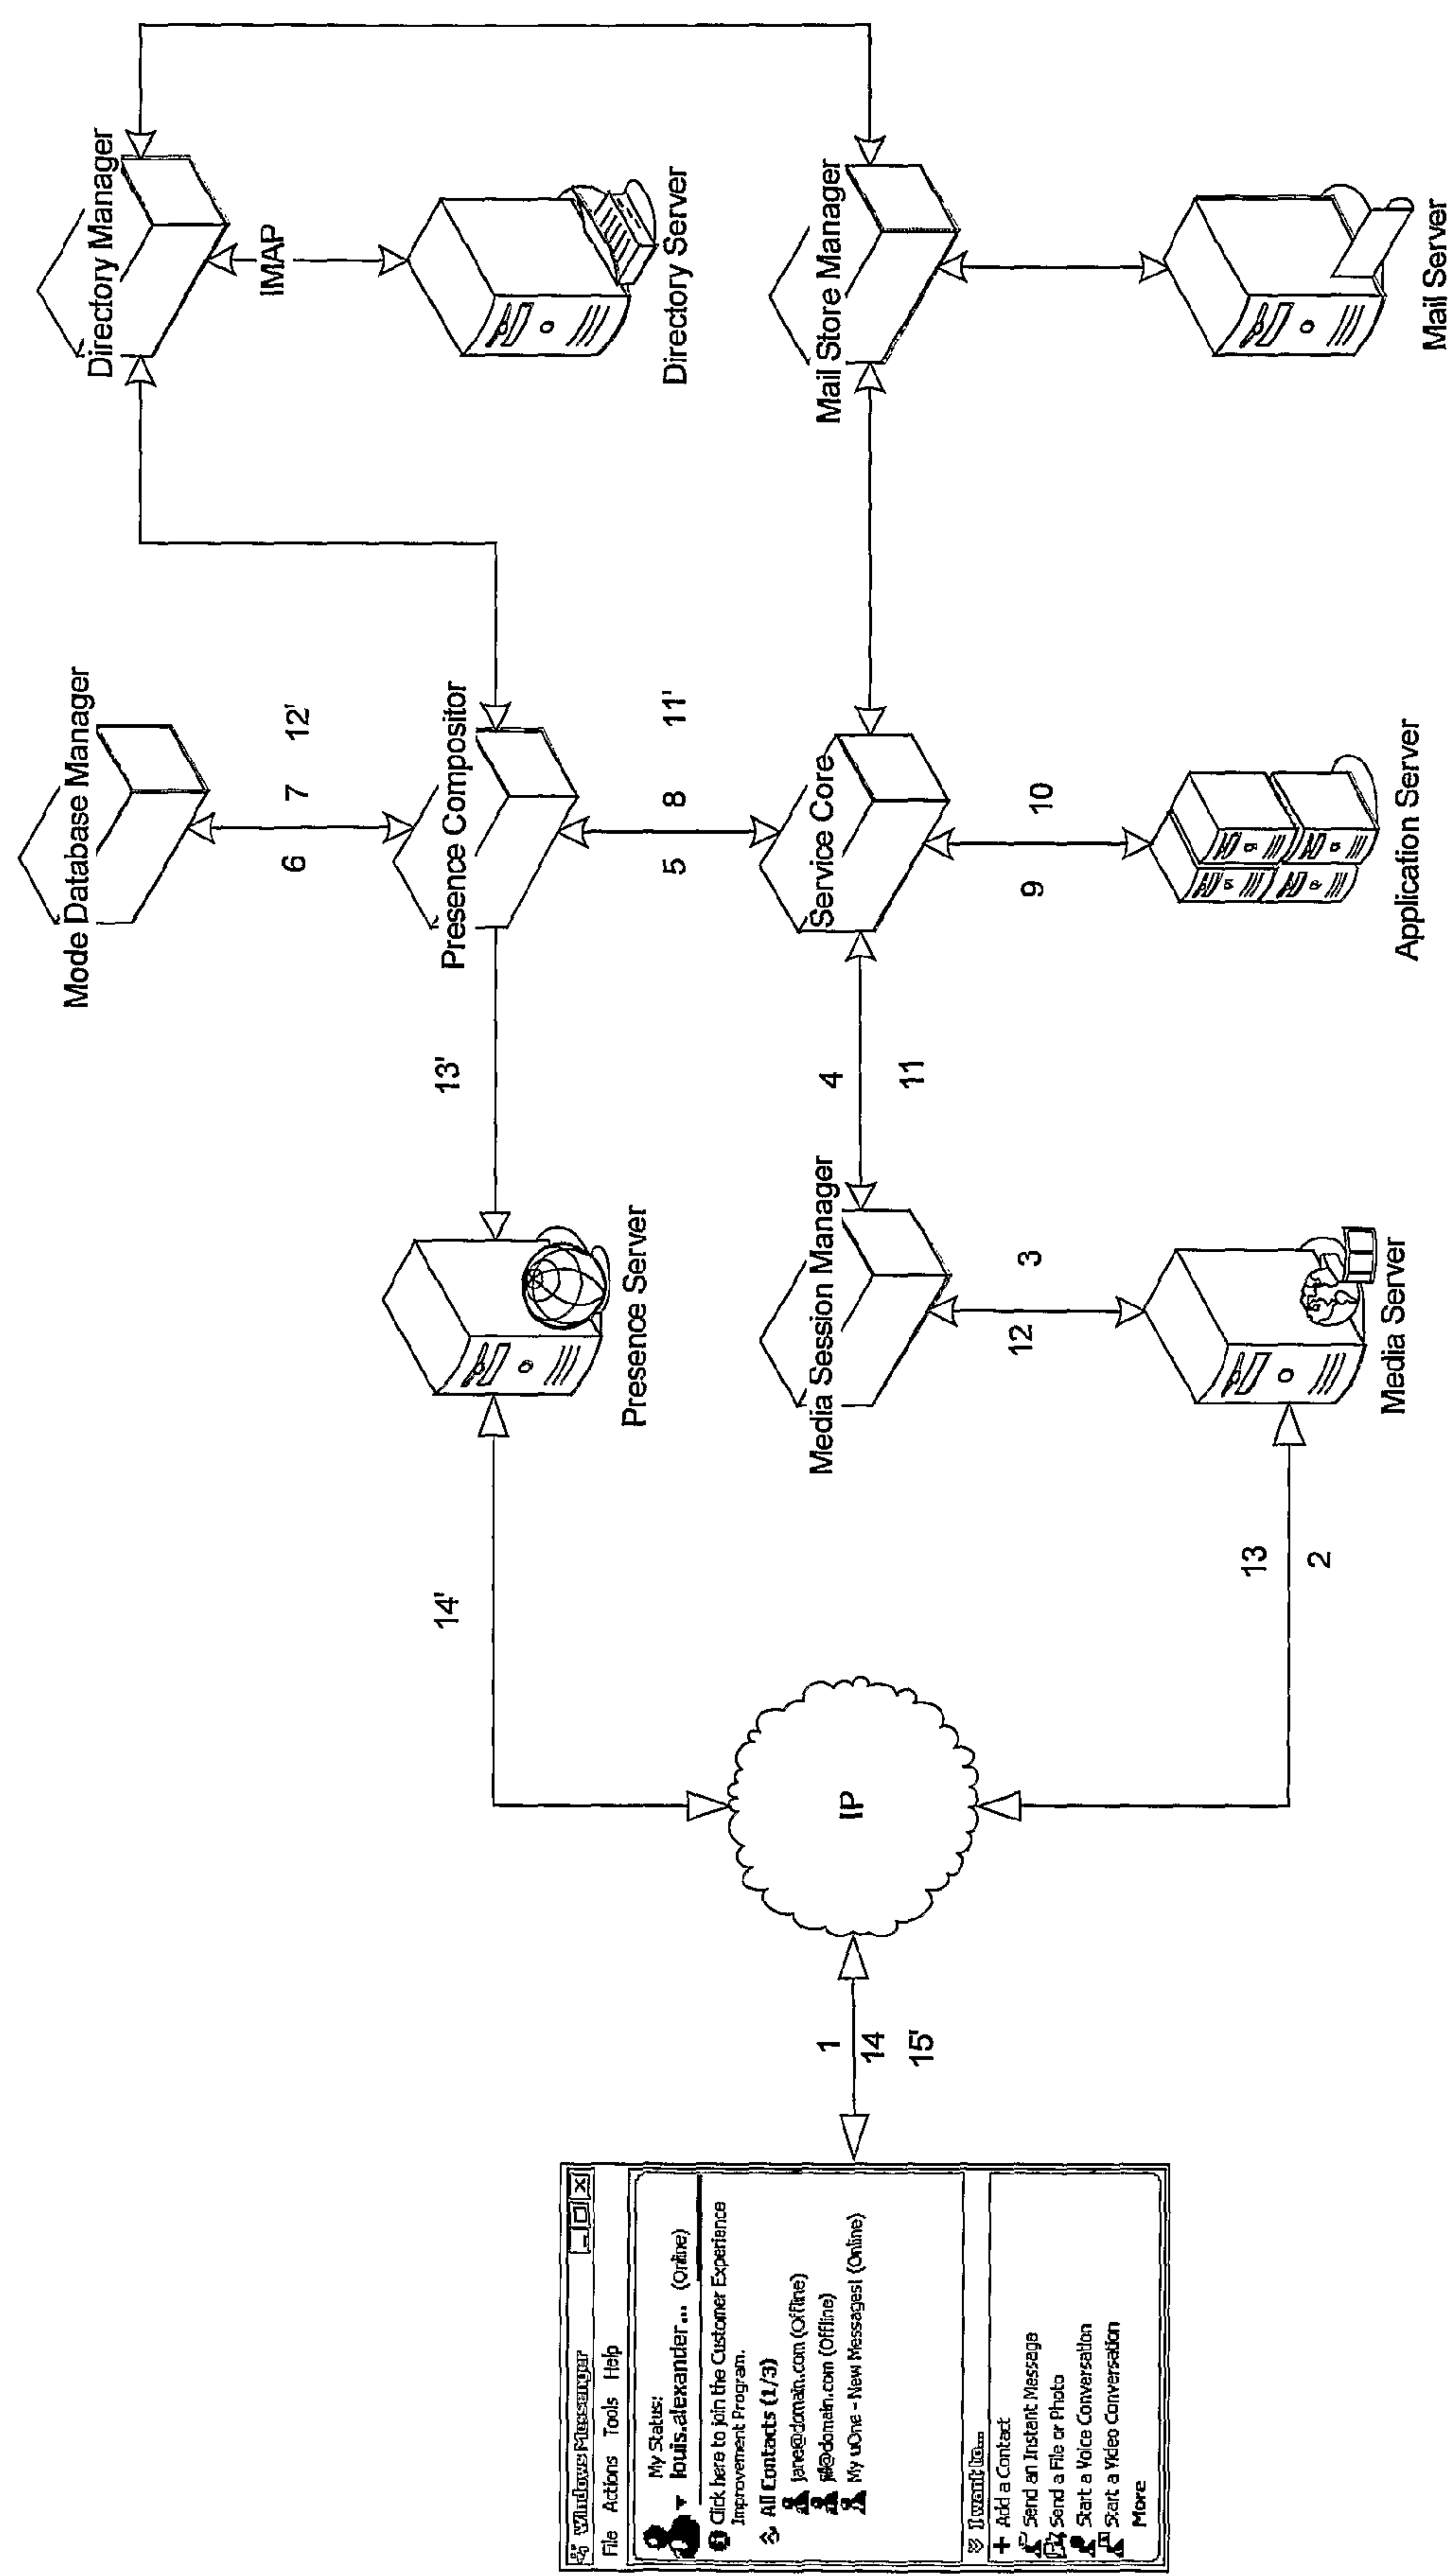 Windows Messenger
File Actions Tools Help
My Status:
louis.alexander ... (Online)
Click here to join the Customer Experience
Improvement Program.
All Contacts (1/3)
jane@domain.com (Offline)
jill@domain.com (Offline)
My uOne - New Messages! (Online)
I want to...
+ Add a Contact
Send an Instant Message
Send a File or Photo
Start a Voice Conversation
Start a Video Conversation
More
1
14
15'
IP
14'
13
2
Presence Server
Media Session Manager
12
3
Media Server
13'
4
11
Mode Database Manager
6
7
12'
Presence Compositor
5
8
11'
Service Core
9
10
Application Server
Directory Manager
IMAP
Directory Server
Mail Store Manager
Mail Server